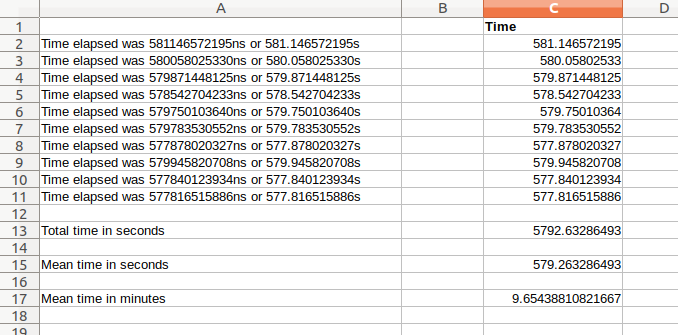 A B C D
1 Time
2 Time elapsed was 581146572195ns or 581.146572195s 581.146572195
3 Time elapsed was 580058025330ns or 580.058025330s 580.05802533
4 Time elapsed was 579871448125ns or 579.871448125s 579.871448125
5 Time elapsed was 578542704233ns or 578.542704233s 578.542704233
6 Time elapsed was 579750103640ns or 579.750103640s 579.75010364
7 Time elapsed was 579783530552ns or 579.783530552s 579.783530552
8 Time elapsed was 577878020327ns or 577.878020327s 577.878020327
9 Time elapsed was 579945820708ns or 579.945820708s 579.945820708
10 Time elapsed was 577840123934ns or 577.840123934s 577.840123934
11 Time elapsed was 577816515886ns or 577.816515886s 577.816515886
12
13 Total time in seconds 5792.63286493
14
15 Mean time in seconds 579.263286493
16
17 Mean time in minutes 9.65438810821667
18
19